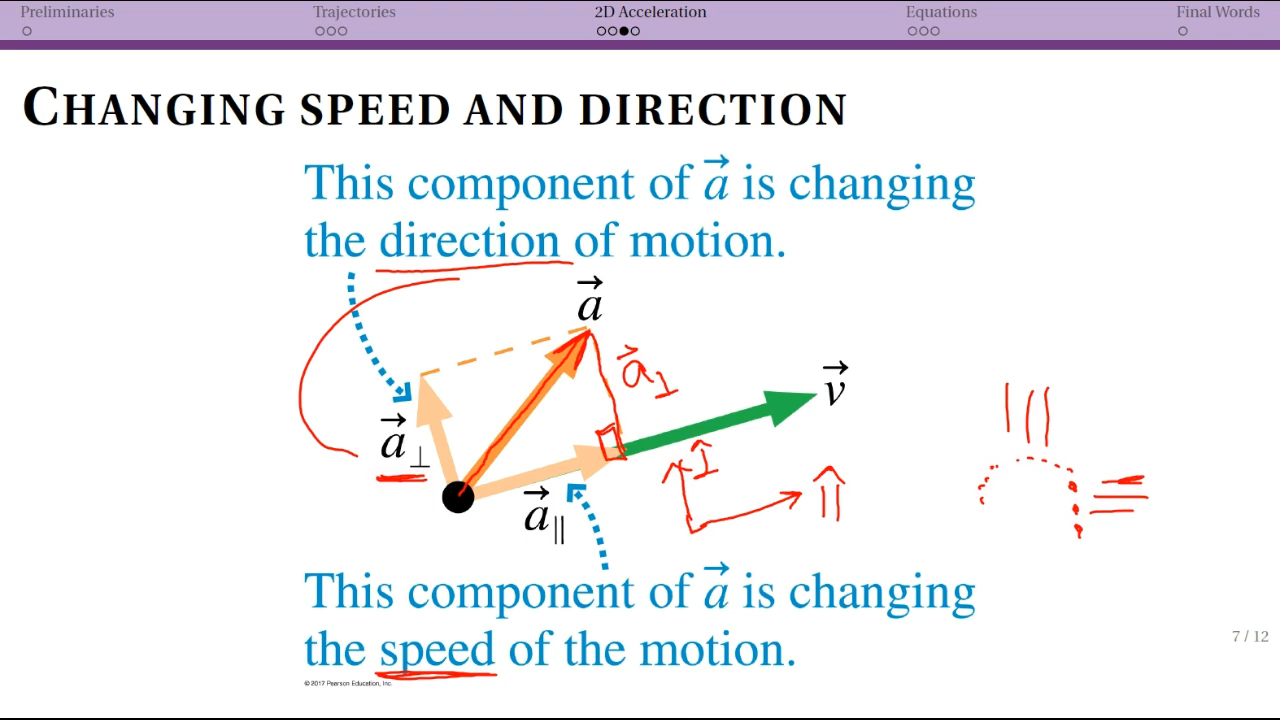 Preliminaries Trajectories 2D Acceleration Equations Final Words
CHANGING SPEED AND DIRECTION
This component of a⃗ is changing
the direction of motion.
a⃗
a⃗⊥
v⃗
a⃗⊥
⊥̂
a⃗∥
∥̂
This component of a⃗ is changing
the speed of the motion.
7 / 12
© 2017 Pearson Education, Inc.